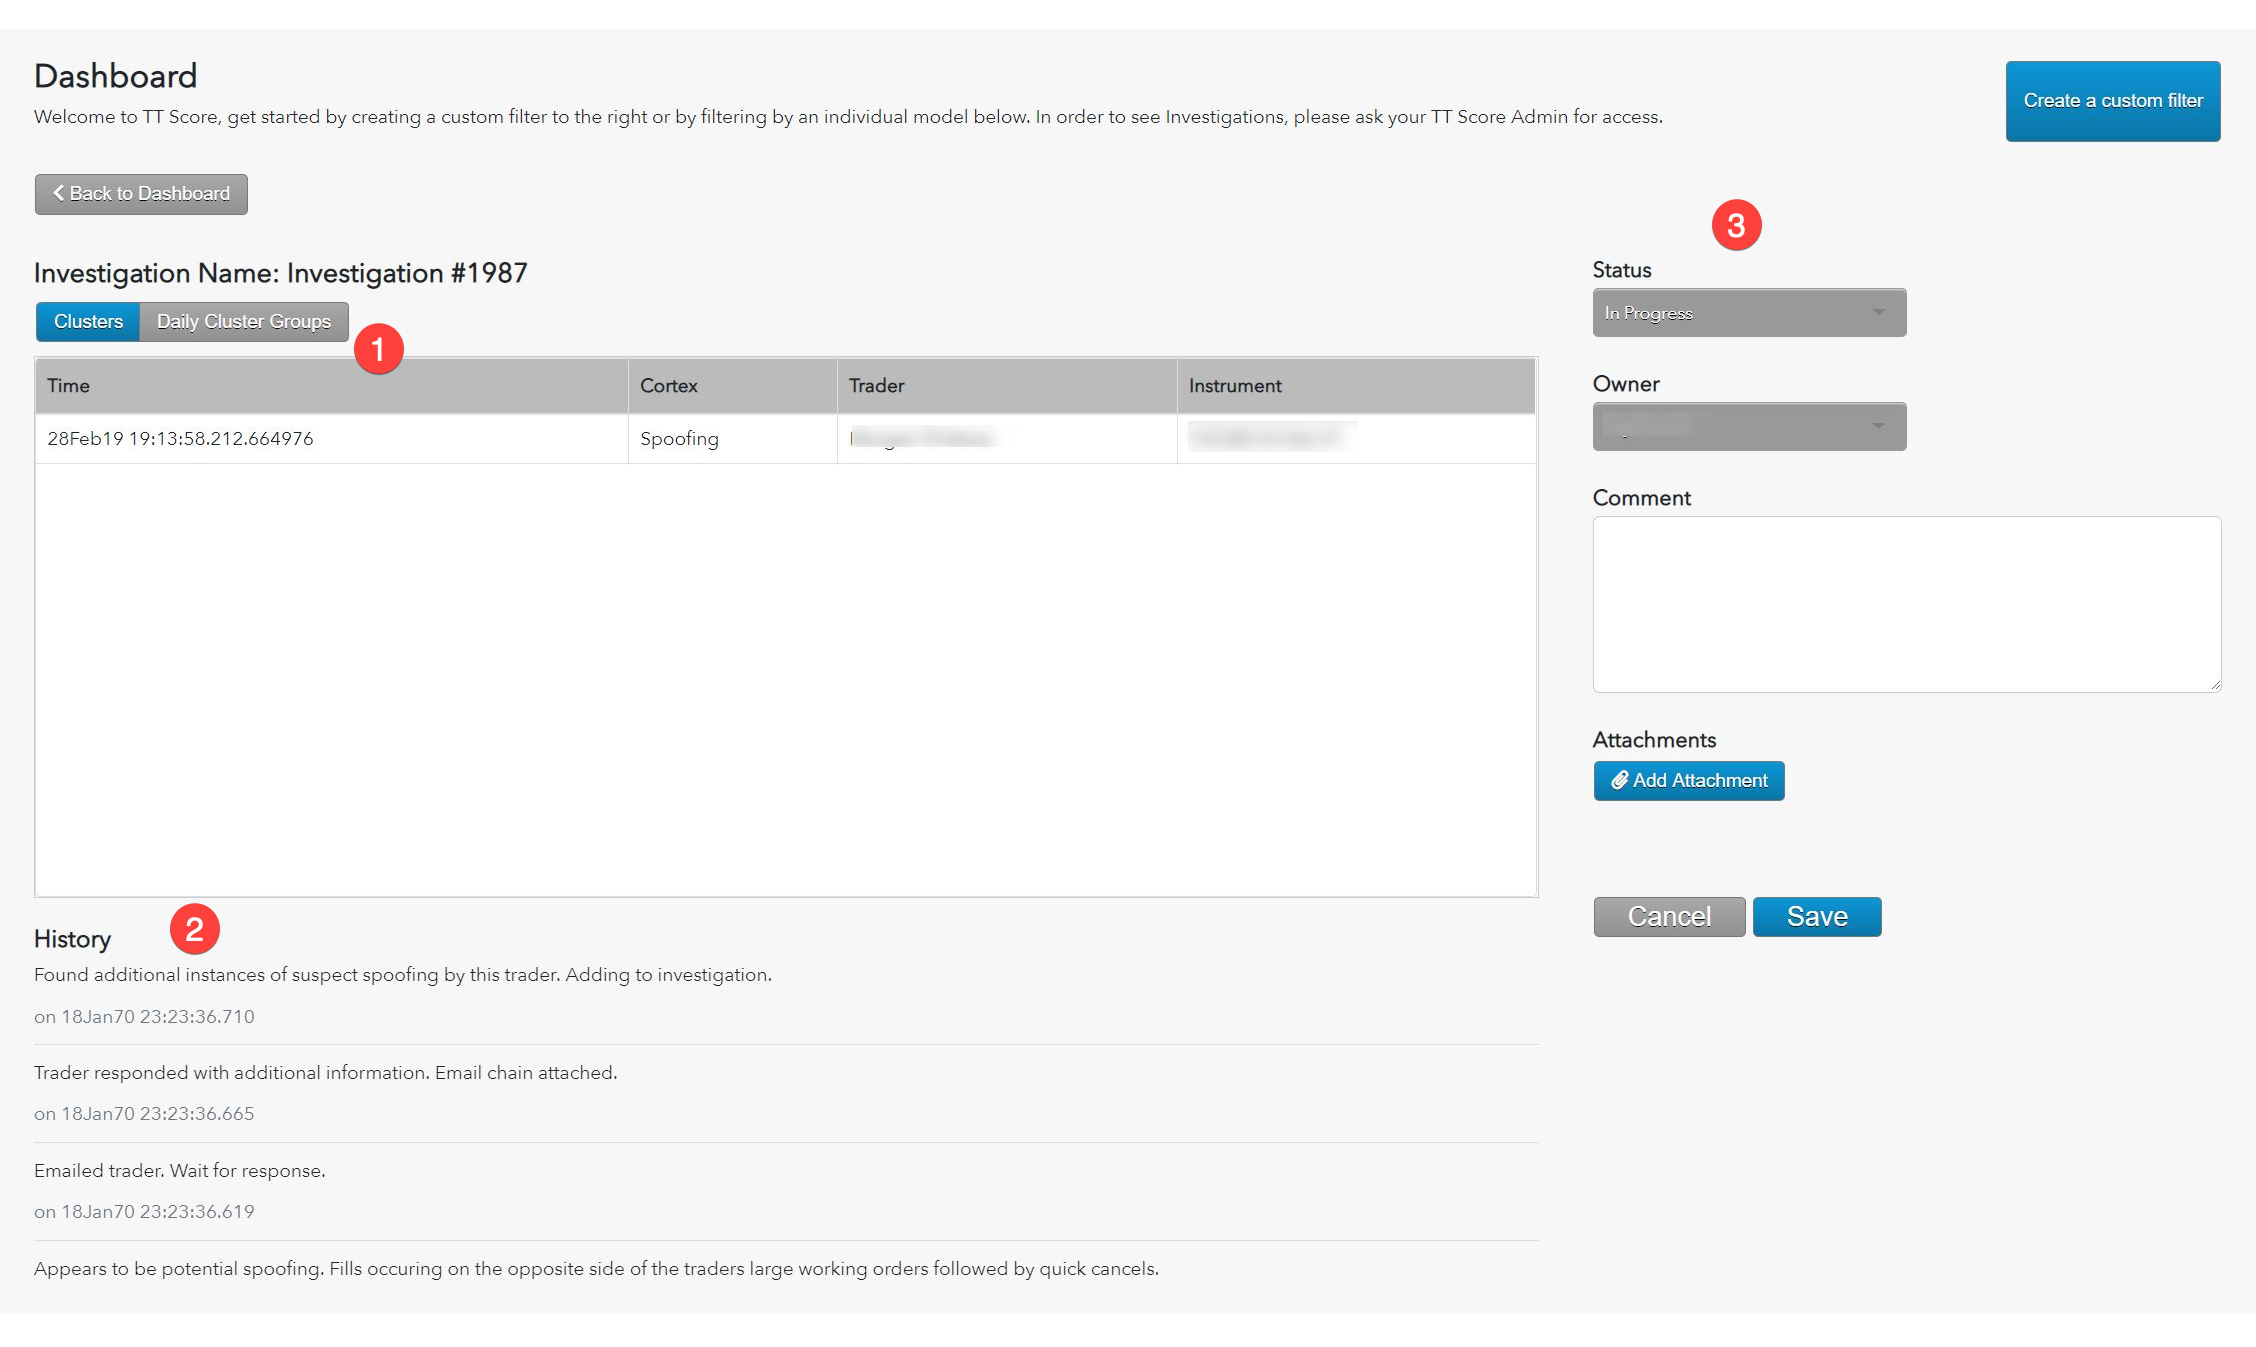 Dashboard
Welcome to TT Score, get started by creating a custom filter to the right or by filtering by an individual model below. In order to see Investigations, please ask your TT Score Admin for access.
Create a custom filter
Back to Dashboard
Investigation Name: Investigation #1987
Clusters Daily Cluster Groups
1
Time Cortex Trader Instrument
28Feb19 19:13:58.212.664976 Spoofing
2
History
Found additional instances of suspect spoofing by this trader. Adding to investigation.
on 18Jan70 23:23:36.710
Trader responded with additional information. Email chain attached.
on 18Jan70 23:23:36.665
Emailed trader. Wait for response.
on 18Jan70 23:23:36.619
Appears to be potential spoofing. Fills occuring on the opposite side of the traders large working orders followed by quick cancels.
3
Status
In Progress
Owner
Comment
Attachments
Add Attachment
Cancel Save